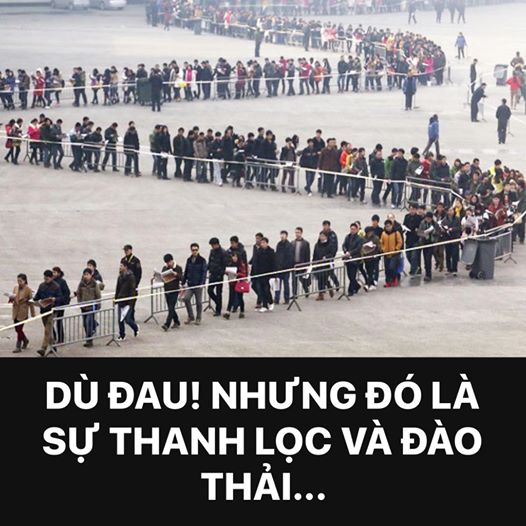 DÙ ĐAU! NHƯNG ĐÓ LÀ
SỰ THANH LỌC VÀ ĐÀO
THẢI...